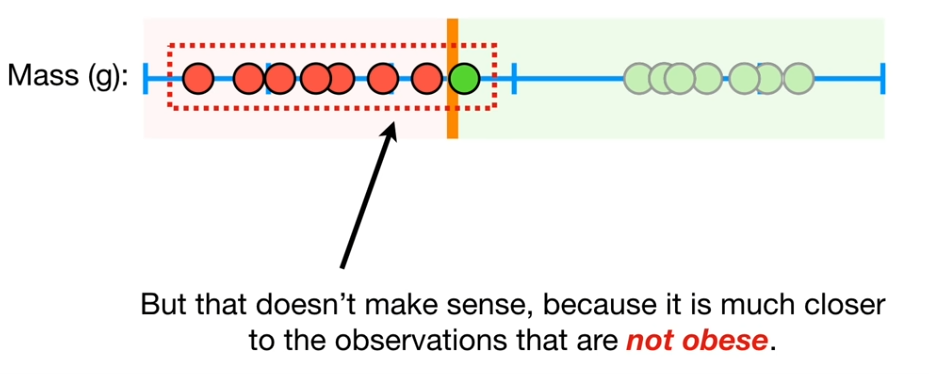 Mass (g):
But that doesn't make sense, because it is much closer
to the observations that are not obese.